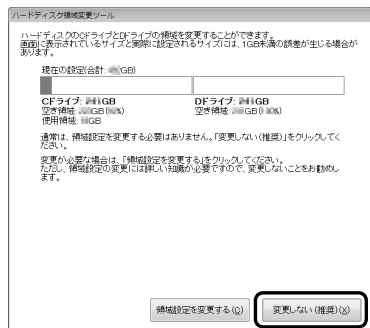 ハードディスク領域変更ツール
ハードディスクのCドライブとDドライブの領域を変更することができます。
画面に表示されているサイズと実際に設定されるサイズには、1GB未満の誤差が生じる場合が
あります。
現在の設定(合計: GB)
Cドライブ: GB
Dドライブ: GB
空き領域: GB( %)
空き領域: GB( %)
使用領域: GB
通常は、領域設定を変更する必要はありません。「変更しない(推奨)」をクリックしてく
ださい。
変更が必要な場合は、「領域設定を変更する」をクリックしてください。
ただし、領域設定の変更には詳しい知識が必要ですので、変更しないことをお勧めし
ます。
領域設定を変更する(C)
変更しない(推奨)(X)